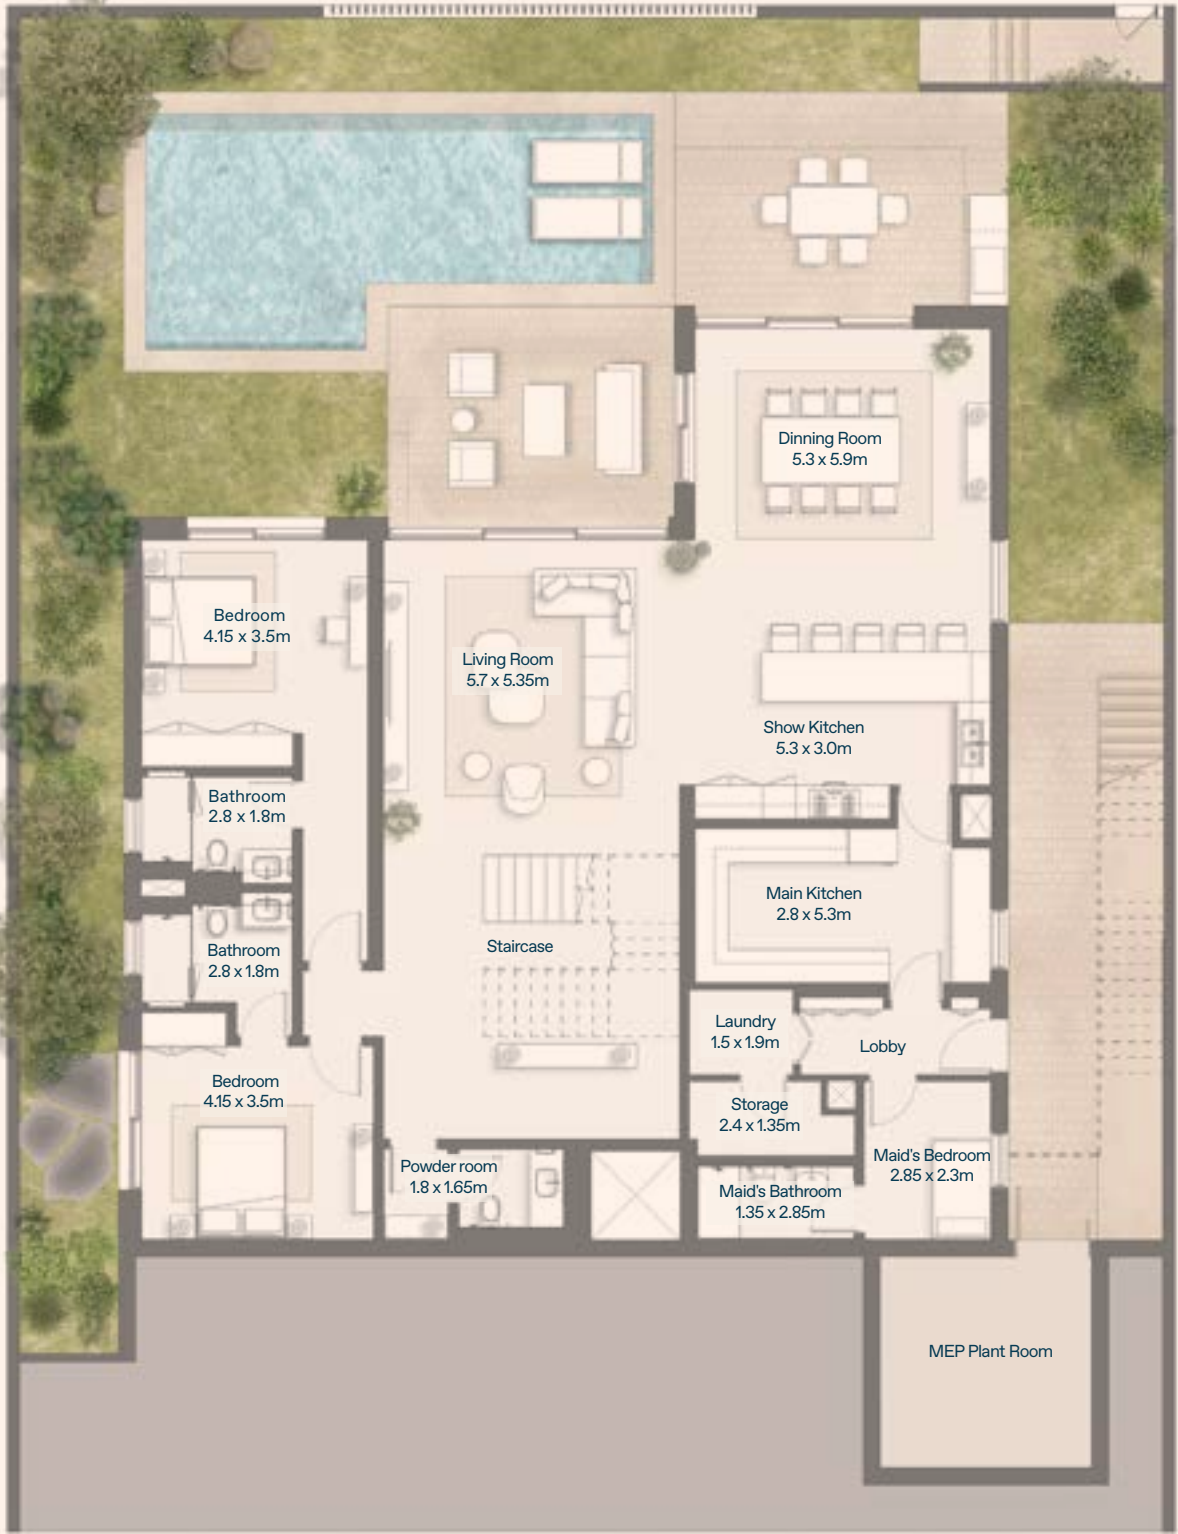 Dinning Room
5.3 x 5.9m
Bedroom
4.15 x 3.5m
Living Room
5.7 x 5.35m
Show Kitchen
5.3 x 3.0m
Bathroom
2.8 x 1.8m
Main Kitchen
2.8 x 5.3m
Staircase
Bathroom
2.8 x 1.8m
Laundry
1.5 x 1.9m
Lobby
Bedroom
4.15 x 3.5m
Storage
2.4 x 1.35m
Powder room
1.8 x 1.65m
Maid's Bedroom
2.85 x 2.3m
Maid's Bathroom
1.35 x 2.85m
MEP Plant Room